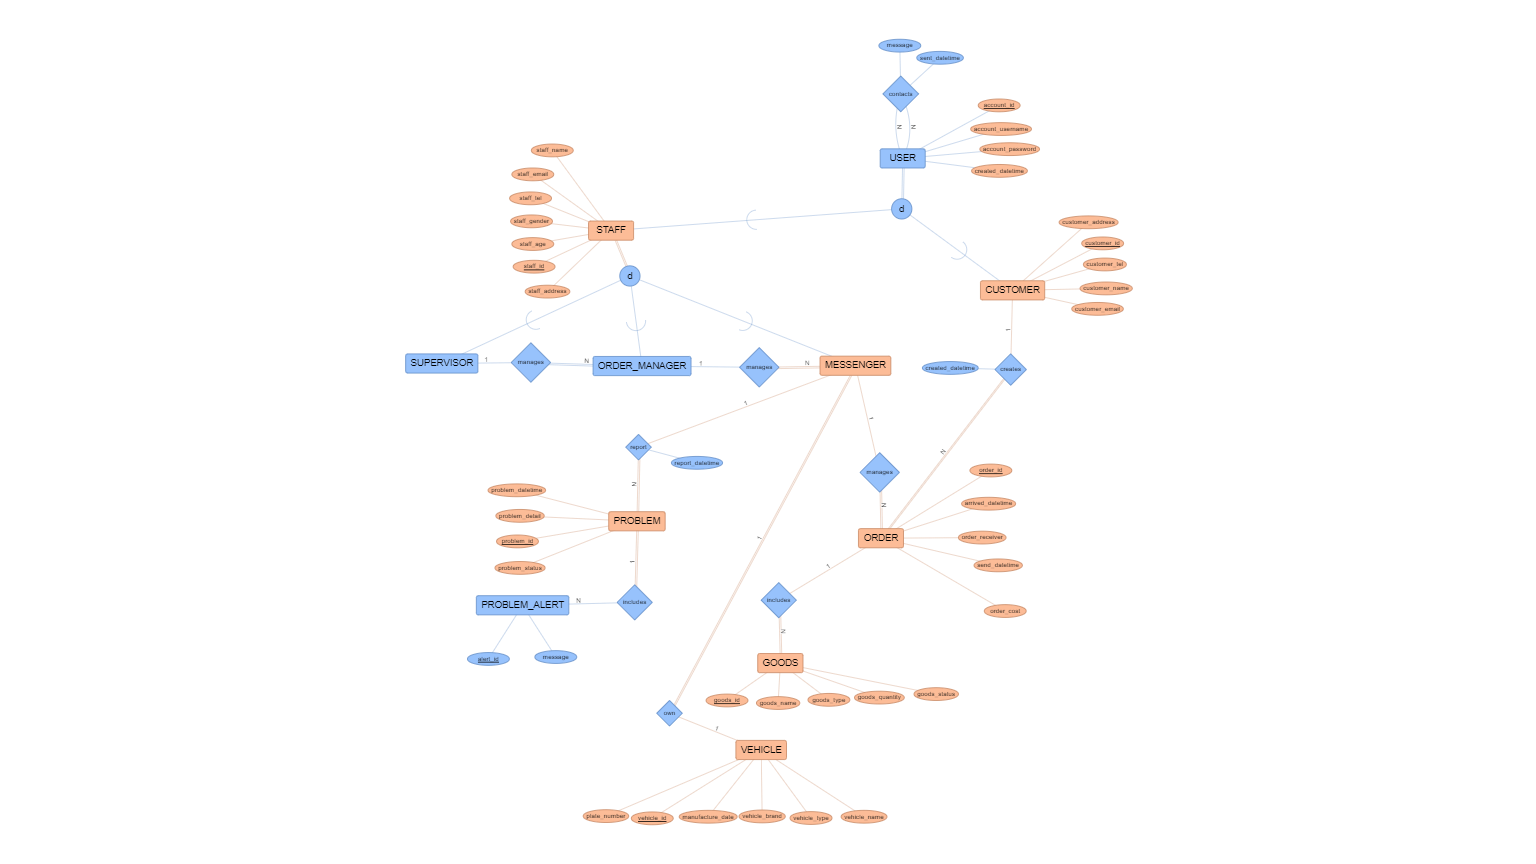 message
sent_datetime
contacts
N
N
account_id
account_username
account_password
created_datetime
USER
d
staff_name
staff_email
staff_tel
staff_gender
staff_age
staff_id
staff_address
STAFF
d
customer_address
customer_id
customer_tel
customer_name
customer_email
CUSTOMER
1
SUPERVISOR
1
manages
N
ORDER_MANAGER
1
manages
N
MESSENGER
created_datetime
creates
1
1
N
report
report_datetime
N
manages
N
order_id
arrived_datetime
order_receiver
send_datetime
order_cost
ORDER
problem_datetime
problem_detail
problem_id
problem_status
PROBLEM
1
1
1
PROBLEM_ALERT
N
includes
includes
N
alert_id
message
GOODS
goods_id
goods_name
goods_type
goods_quantity
goods_status
own
1
VEHICLE
plate_number
vehicle_id
manufacture_date
vehicle_brand
vehicle_type
vehicle_name